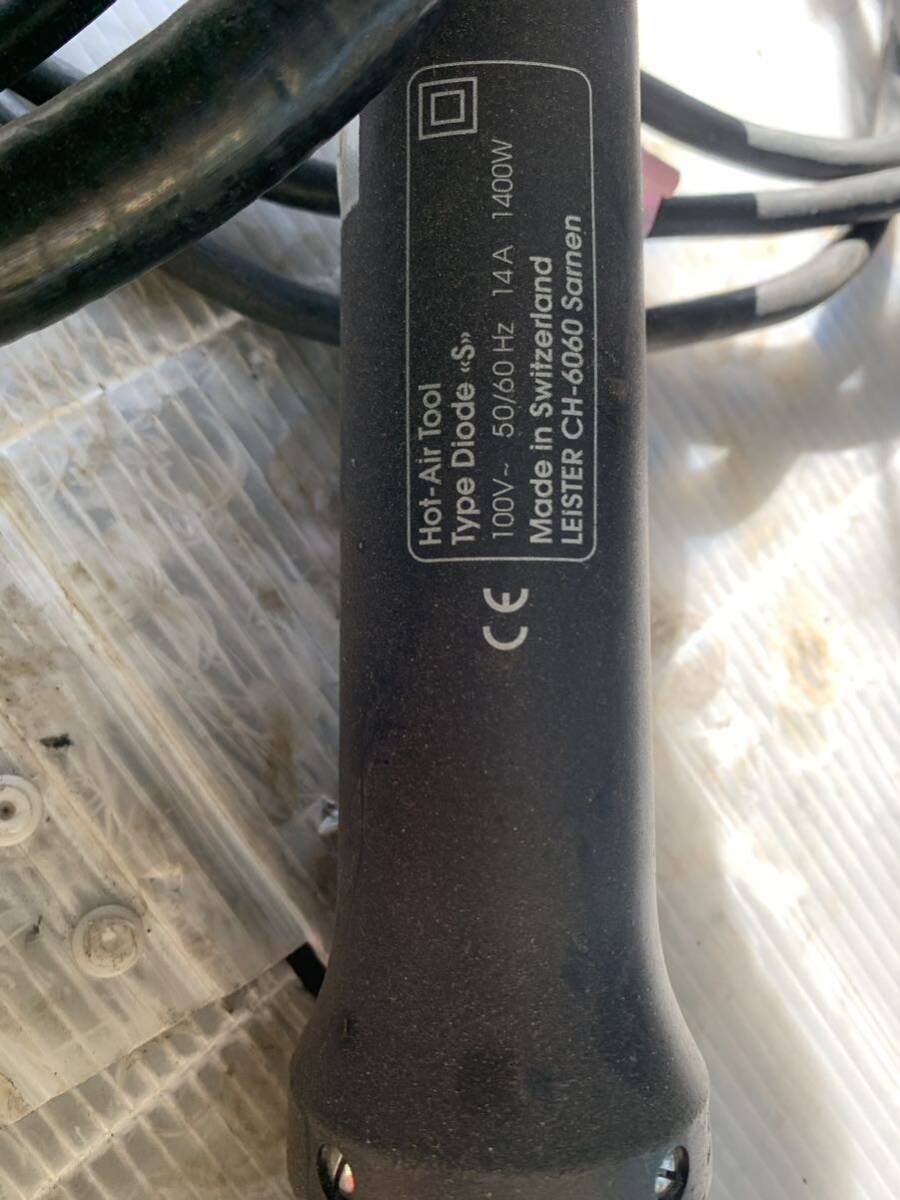 Hot-Air Tool
Type Diode «S»
100V~ 50/60 Hz 14 A 1400W
Made in Switzerland
LEISTER CH-6060 Sarnen
CE